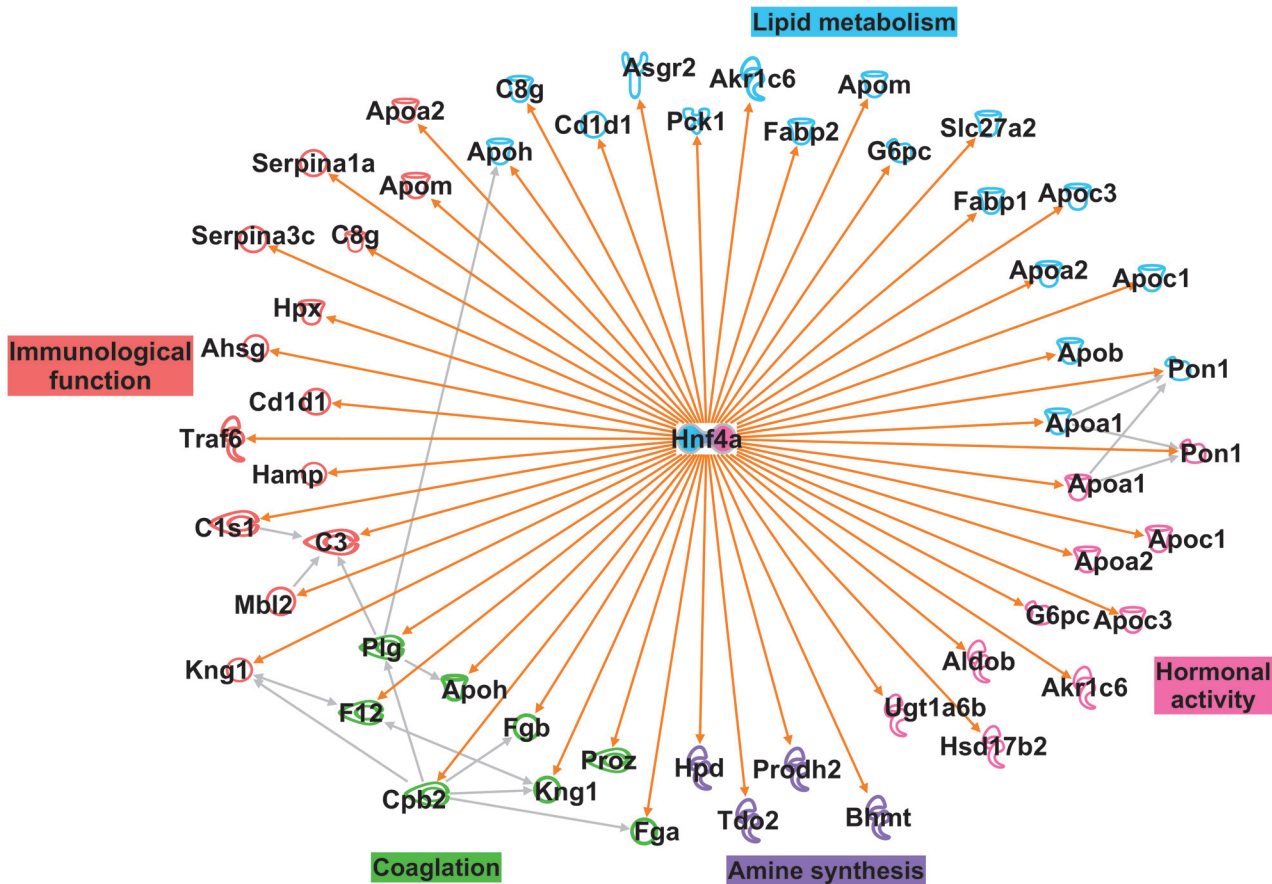 Lipid metabolism
Asgr2
Akr1c6
C8g
Apom
Apoa2
Cd1d1
Pck1
Fabp2
Slc27a2
Apoh
G6pc
Serpina1a
Apom
Fabp1
Apoc3
Serpina3c
C8g
Apoa2
Apoc1
Hpx
Ahsg
Immunological
function
Apob
Pon1
Cd1d1
Apoa1
Traf6
Hnf4a
Pon1
Hamp
Apoa1
C1s1
C3
Apoc1
Apoa2
Mbl2
G6pc
Apoc3
Plg
Kng1
Apoh
Aldob
Akr1c6
Hormonal
activity
F12
Fgb
Ugt1a6b
Hsd17b2
Proz
Hpd
Prodh2
Cpb2
Kng1
Fga
Tdo2
Bhmt
Coaglation
Amine synthesis